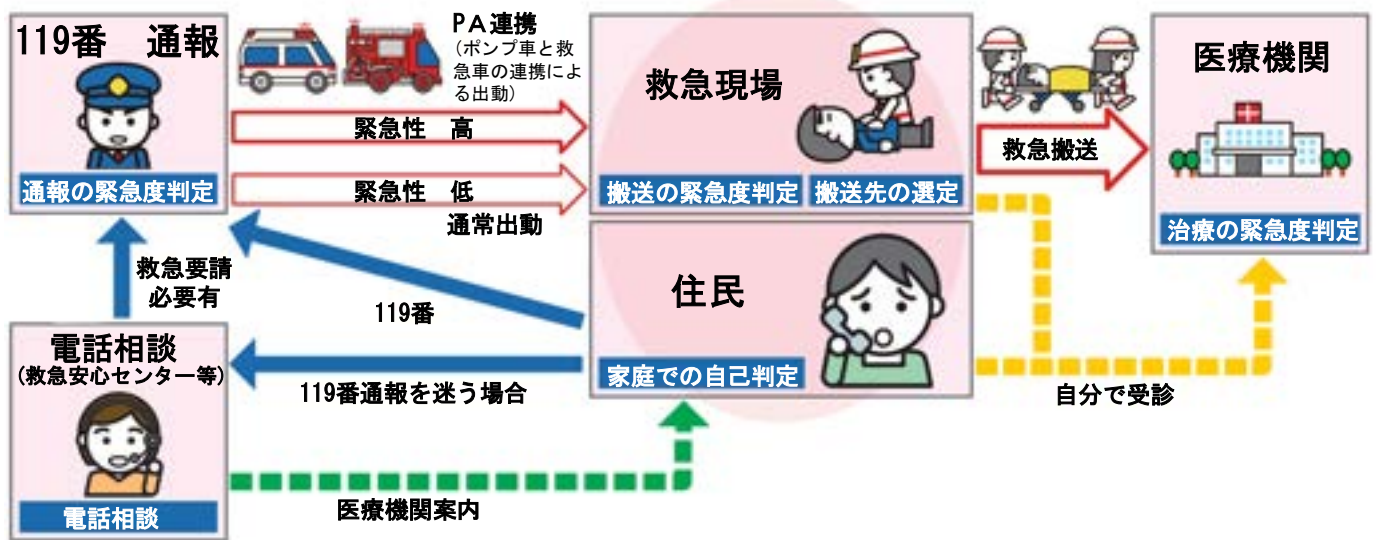 119番　通報
通報の緊急度判定
PA連携
（ポンプ車と救
急車の連携によ
る出動）
緊急性　高
緊急性　低
通常出動
救急現場
搬送の緊急度判定
搬送先の選定
救急搬送
医療機関
治療の緊急度判定
救急要請
必要有
119番
住民
家庭での自己判定
電話相談
(救急安心センター等)
119番通報を迷う場合
自分で受診
電話相談
医療機関案内